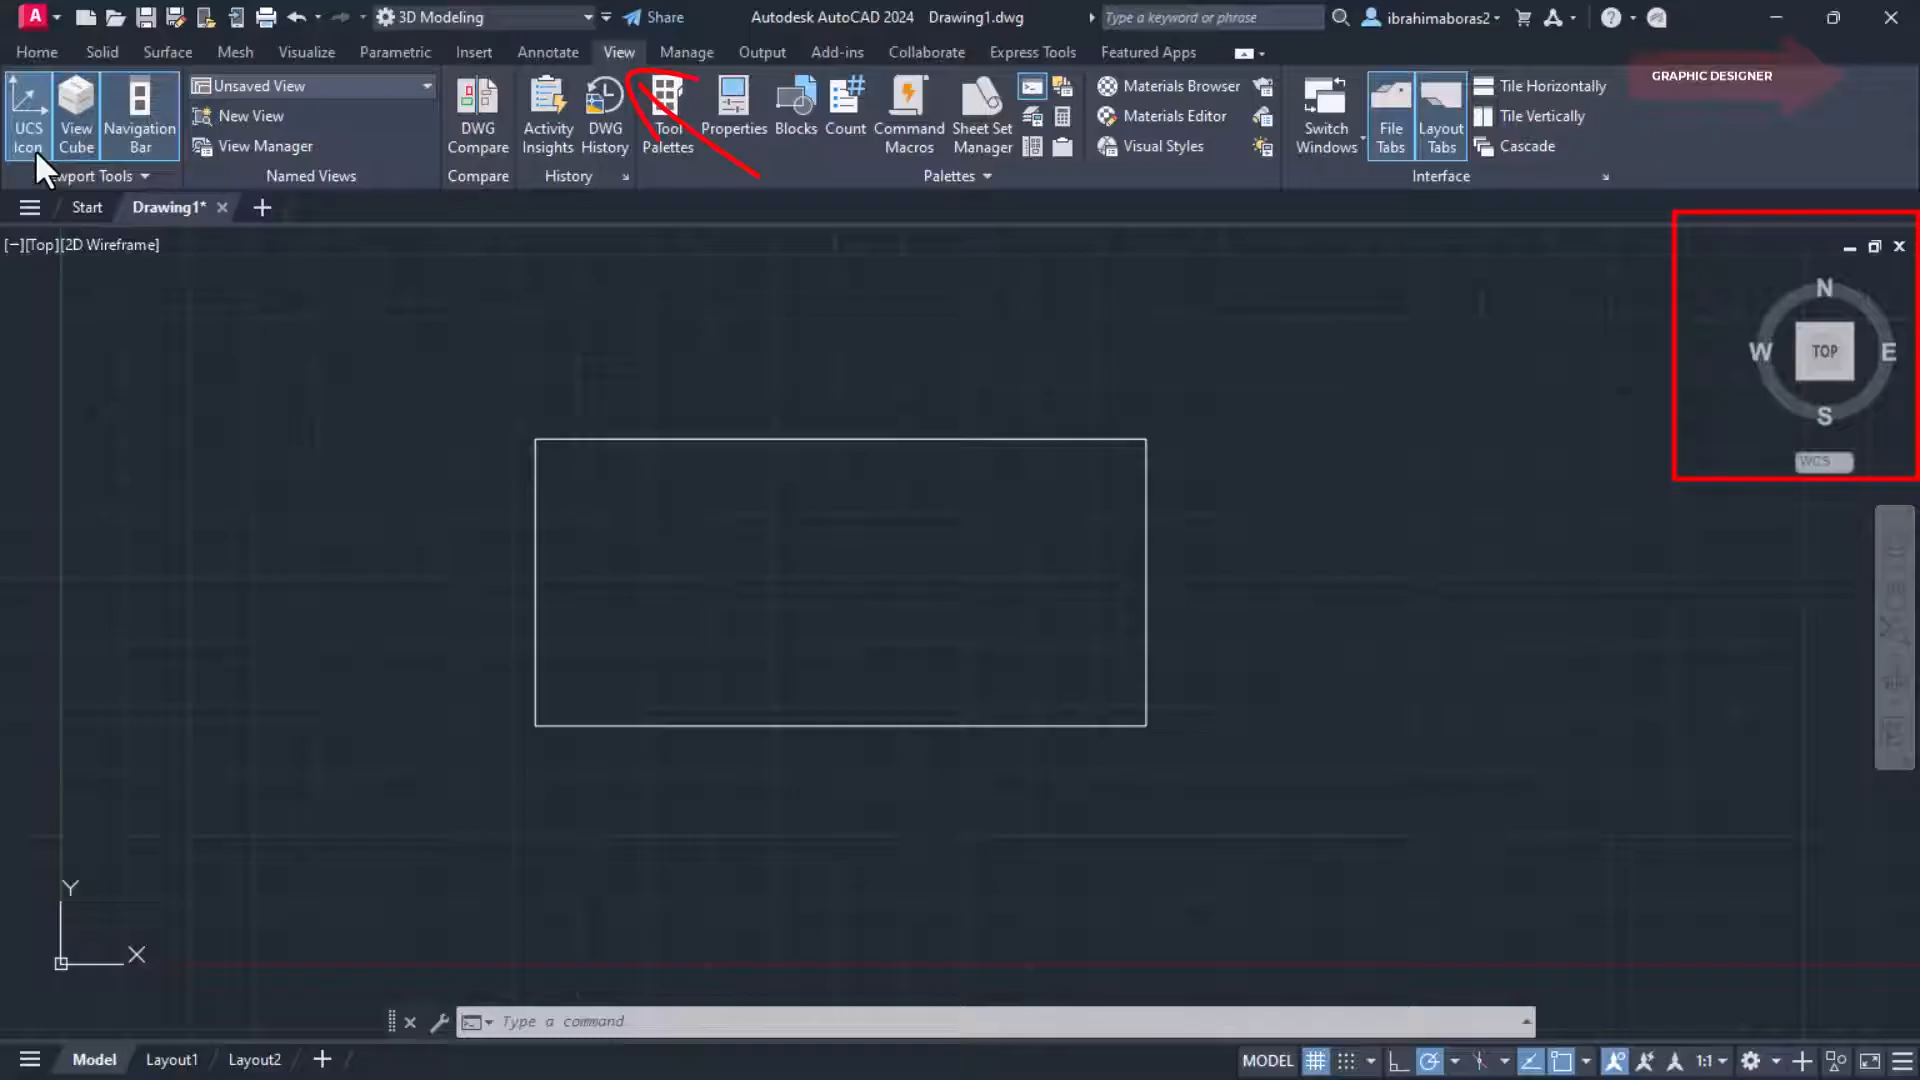 3D Modeling
Share
Autodesk AutoCAD 2024 Drawing1.dwg
Type a keyword or phrase
ibrahimaboras2
Home Solid Surface Mesh Visualize Parametric Insert Annotate View Manage Output Add-ins Collaborate Express Tools Featured Apps
GRAPHIC DESIGNER
UCS
Icon
View
Cube
Navigation
Bar
Unsaved View
New View
View Manager
DWG
Compare
Activity
Insights
DWG
History
Tool
Palettes
Properties
Blocks
Count
Command
Macros
Sheet Set
Manager
Materials Browser
Materials Editor
Visual Styles
Switch
Windows
File
Tabs
Layout
Tabs
Tile Horizontally
Tile Vertically
Cascade
wport Tools
Named Views
Compare
History
Palettes
Interface
Start
Drawing1*
[−][Top][2D Wireframe]
N
W
TOP
E
S
WCS
Y
X
Type a command
Model Layout1 Layout2
MODEL
1:1